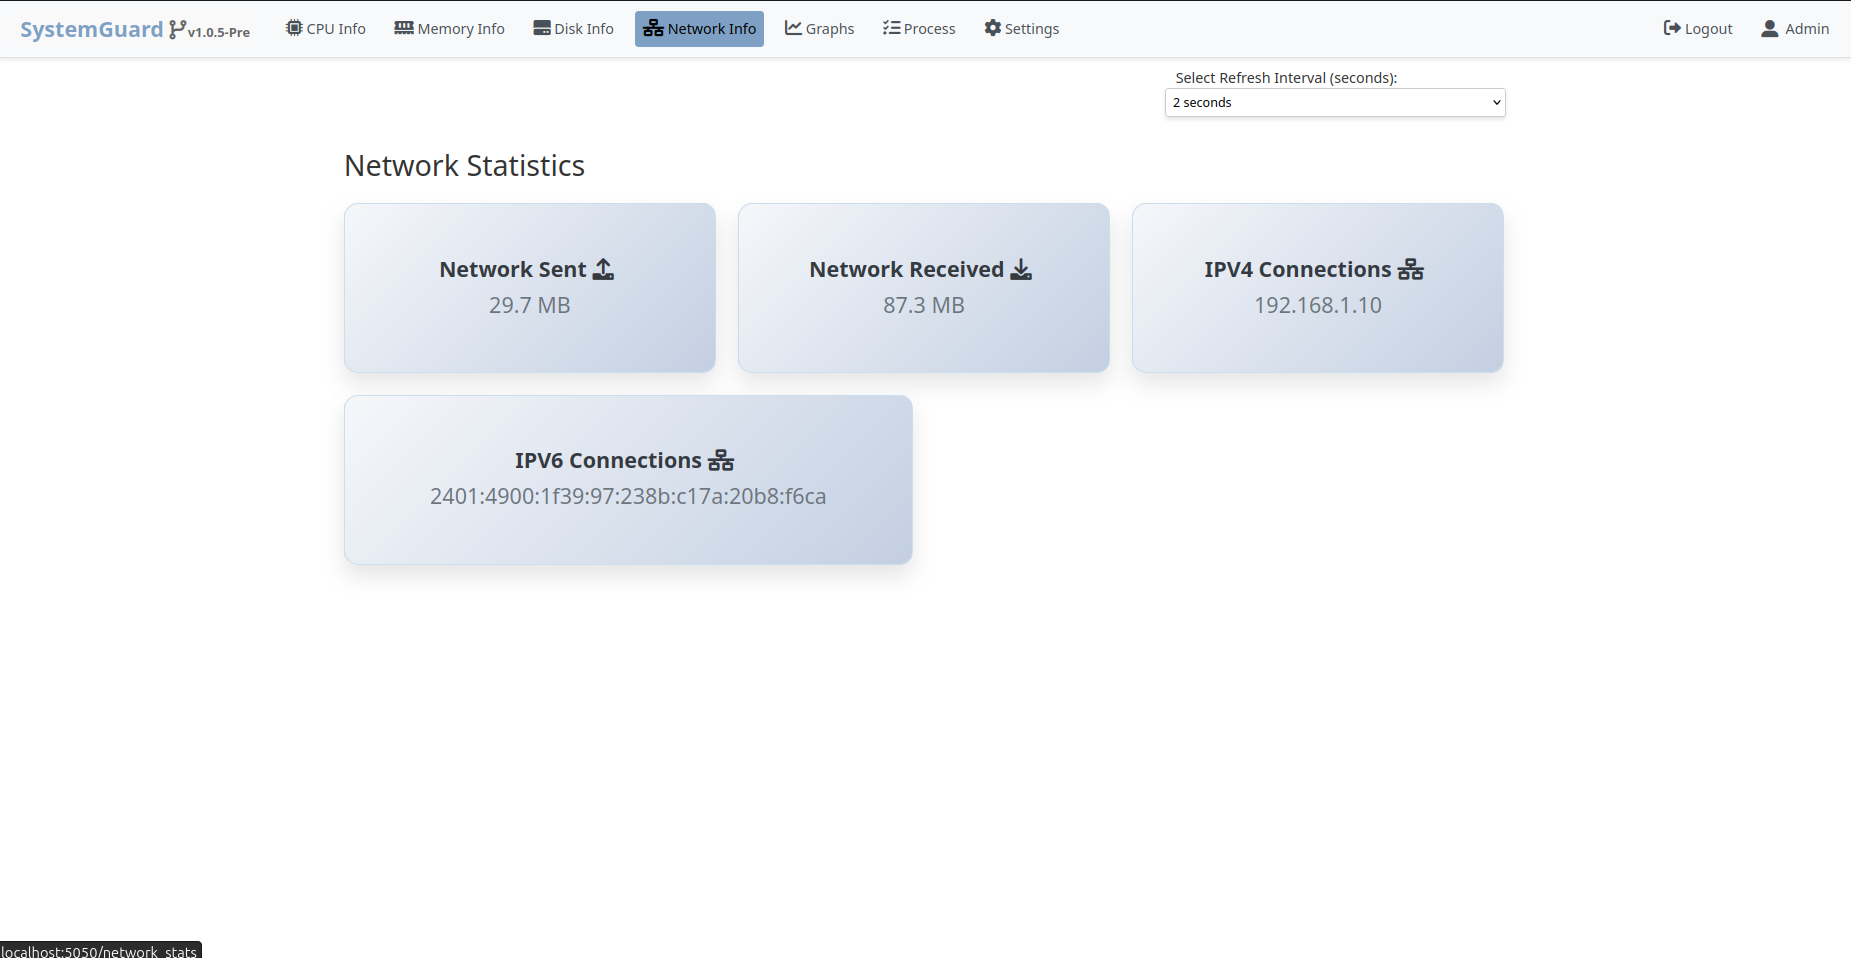 SystemGuard v1.0.5-Pre CPU Info Memory Info Disk Info Network Info Graphs Process Settings Logout Admin
Select Refresh Interval (seconds):
2 seconds
Network Statistics
Network Sent
29.7 MB
Network Received
87.3 MB
IPV4 Connections
192.168.1.10
IPV6 Connections
2401:4900:1f39:97:238b:c17a:20b8:f6ca
localhost:5050/network_stats